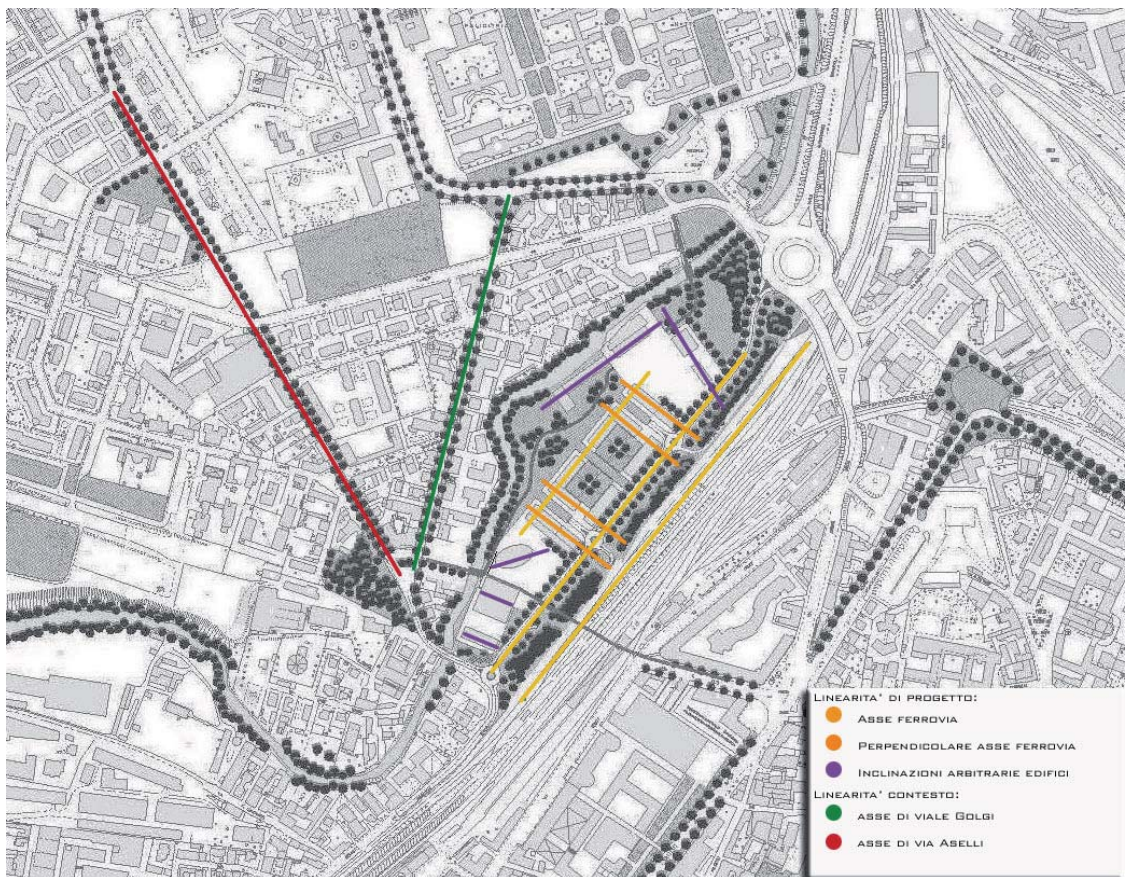 Linearita' di progetto:
Asse ferrovia
Perpendicolare asse ferrovia
Inclinazioni arbitrarie edifici
Linearita' contesto:
asse di viale Golgi
asse di via Aselli